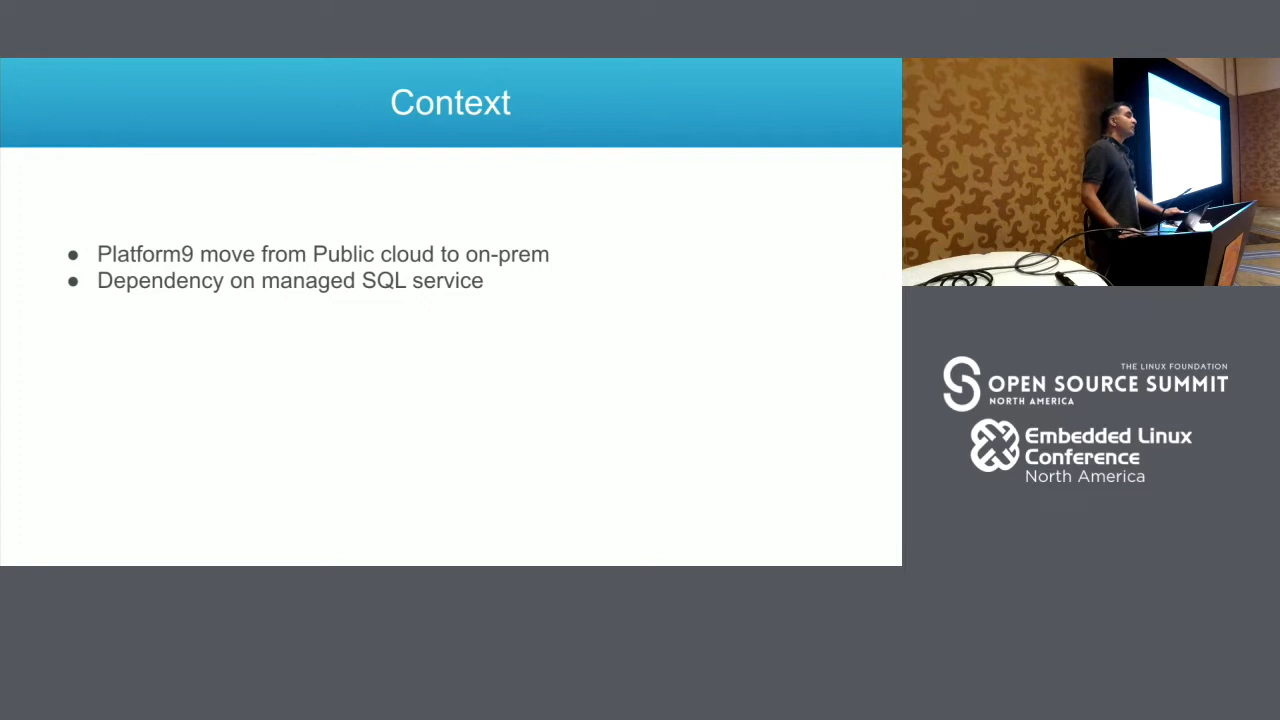 Context
● Platform9 move from Public cloud to on-prem
● Dependency on managed SQL service
THE LINUX FOUNDATION
OPEN SOURCE SUMMIT
NORTH AMERICA
Embedded Linux
Conference
North America